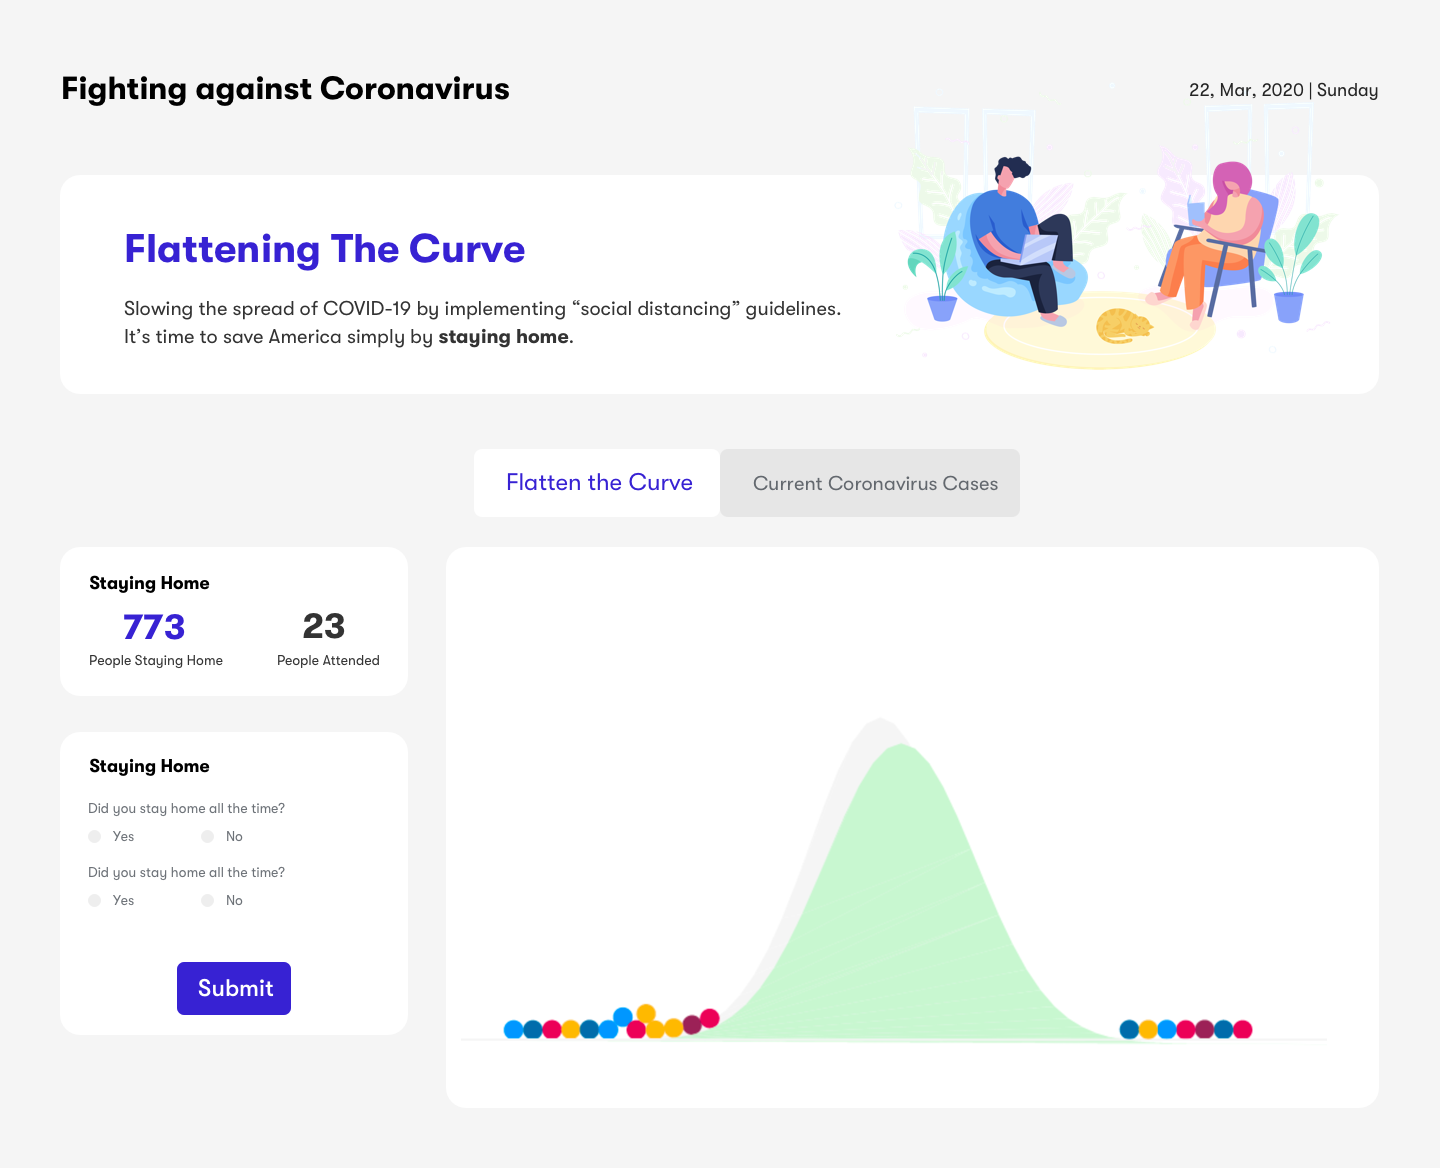 Fighting against Coronavirus
22, Mar, 2020 | Sunday
Flattening The Curve
Slowing the spread of COVID-19 by implementing “social distancing” guidelines.
It’s time to save America simply by staying home.
Flatten the Curve
Current Coronavirus Cases
Staying Home
773
23
People Staying Home
People Attended
Staying Home
Did you stay home all the time?
Yes
No
Did you stay home all the time?
Yes
No
Submit